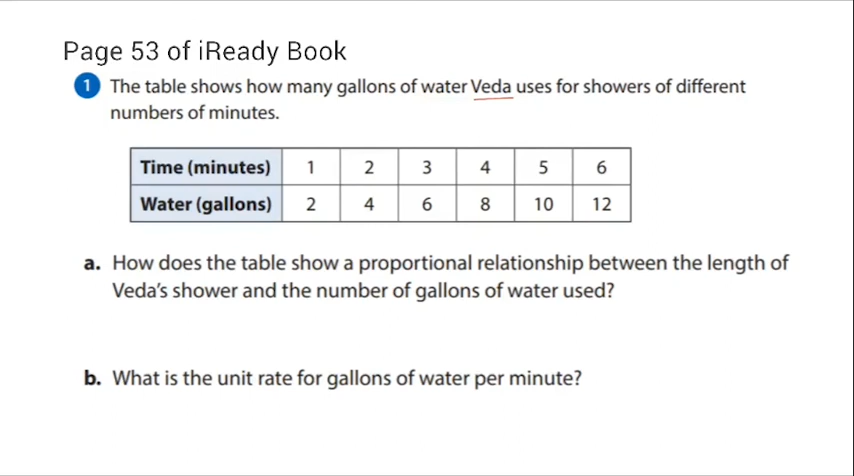 Page 53 of iReady Book
1 The table shows how many gallons of water Veda uses for showers of different
numbers of minutes.
Time (minutes) 1 2 3 4 5 6
Water (gallons) 2 4 6 8 10 12
a. How does the table show a proportional relationship between the length of
Veda's shower and the number of gallons of water used?
b. What is the unit rate for gallons of water per minute?